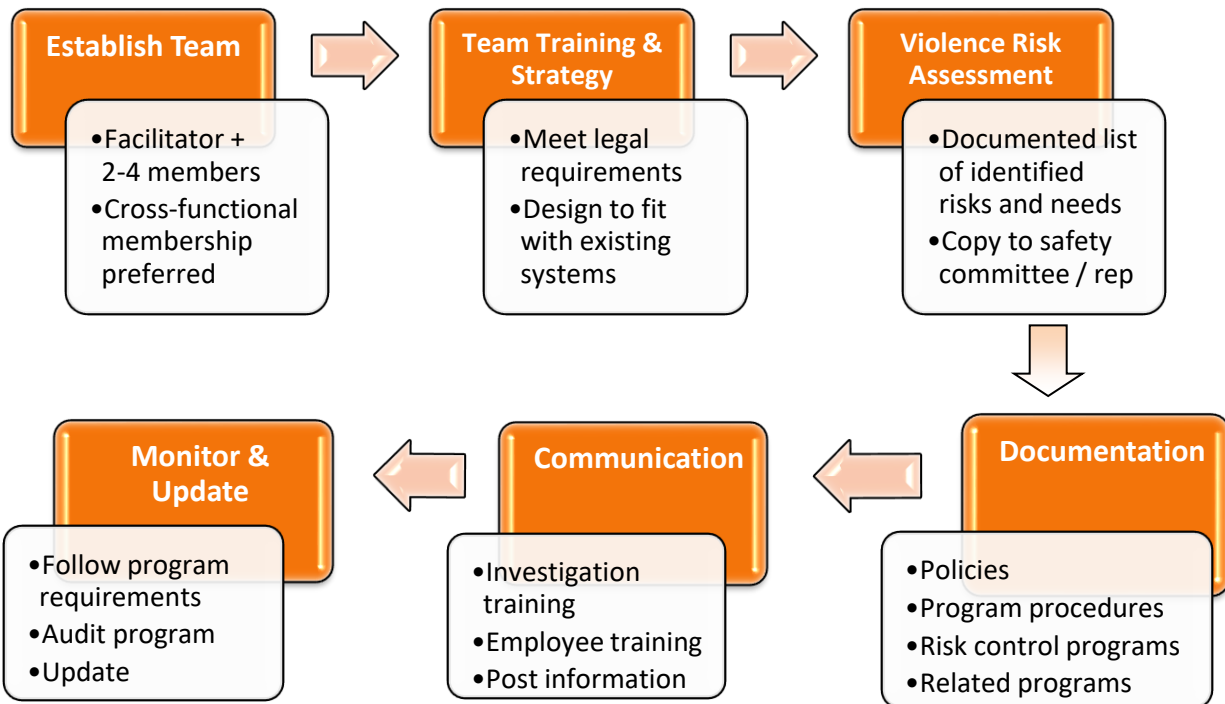 Establish Team
•Facilitator +
2-4 members
•Cross-functional
membership
preferred
Team Training &
Strategy
•Meet legal
requirements
•Design to fit
with existing
systems
Violence Risk
Assessment
•Documented list
of identified
risks and needs
•Copy to safety
committee / rep
Documentation
•Policies
•Program procedures
•Risk control programs
•Related programs
Communication
•Investigation
training
•Employee training
•Post information
Monitor &
Update
•Follow program
requirements
•Audit program
•Update